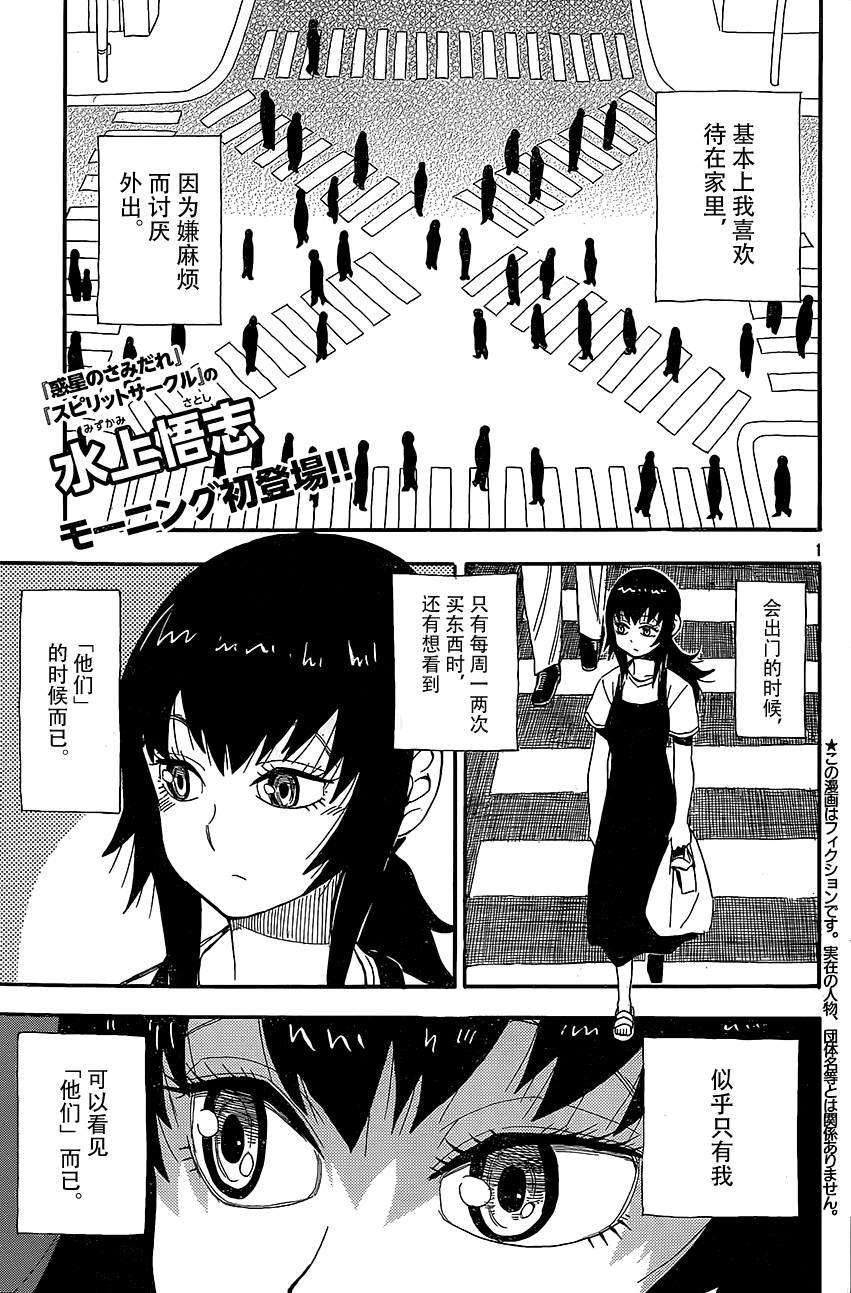 基本上我喜欢
待在家里，
因为嫌麻烦
而讨厌
外出。
『惑星のさみだれ』
『スピリットサークル』の
みずかみ
さとし
水上悟志
モーニング初登場!!
1
会出门的时候，
只有每周一两次
买东西时，
还有想看到
「他们」
的时候而已。
★この漫画はフィクションです。実在の人物、団体名等とは関係ありません。
似乎只有我
可以看见
「他们」而已。